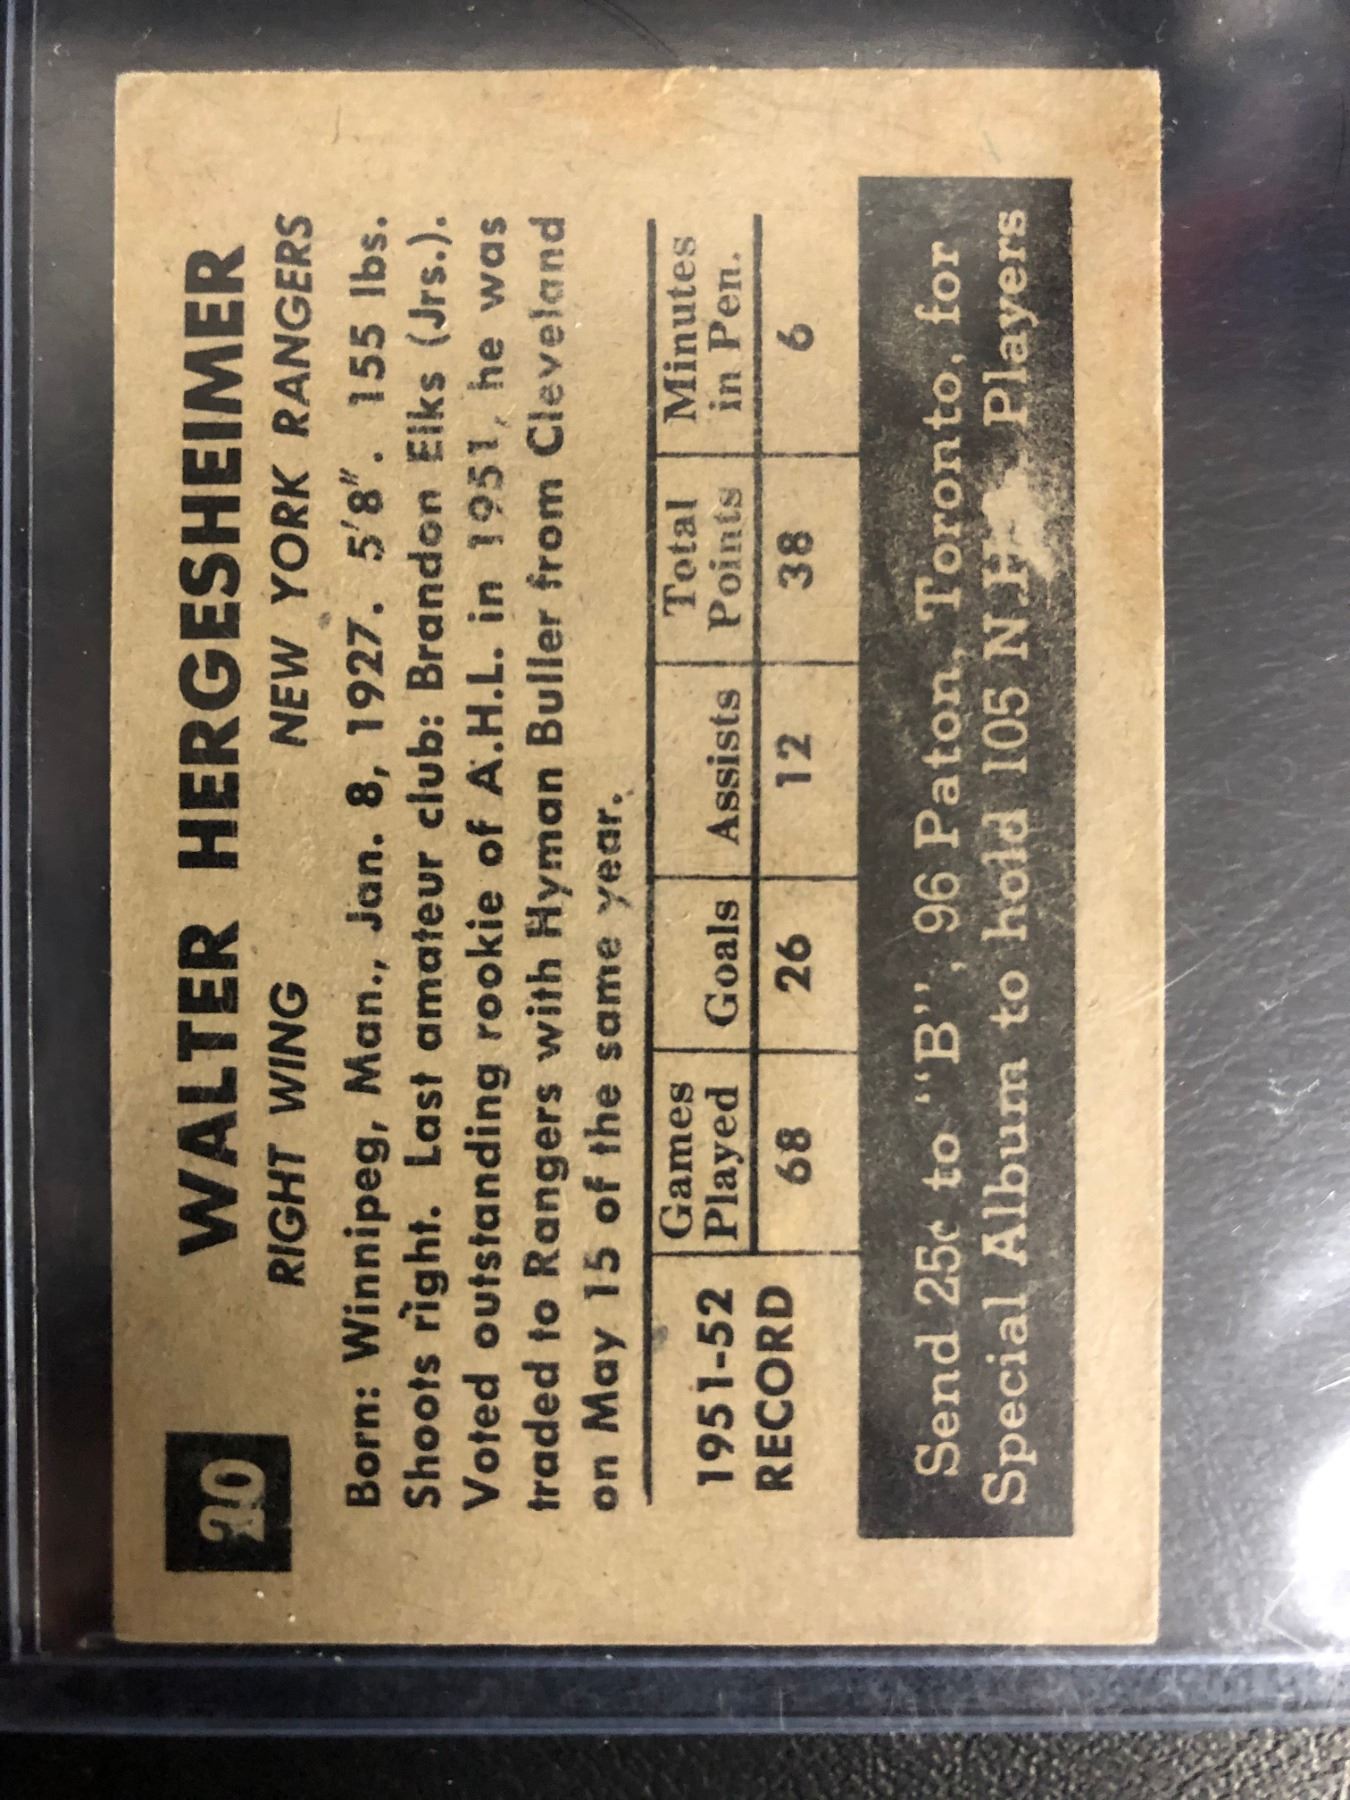 20
WALTER HERGESHEIMER
RIGHT WING NEW YORK RANGERS
Born: Winnipeg, Man., Jan. 8, 1927. 5'8". 155 lbs.
Shoots right. Last amateur club: Brandon Elks (Jrs.).
Voted outstanding rookie of A.H.L. in 1951, he was
traded to Rangers with Hyman Buller from Cleveland
on May 15 of the same year.
1951-52 RECORD
Games Played Goals Assists Total Points Minutes in Pen.
68 26 12 38 6
Send 25¢ to "B", 96 Paton, Toronto, for
Special Album to hold 105 N.H. Players